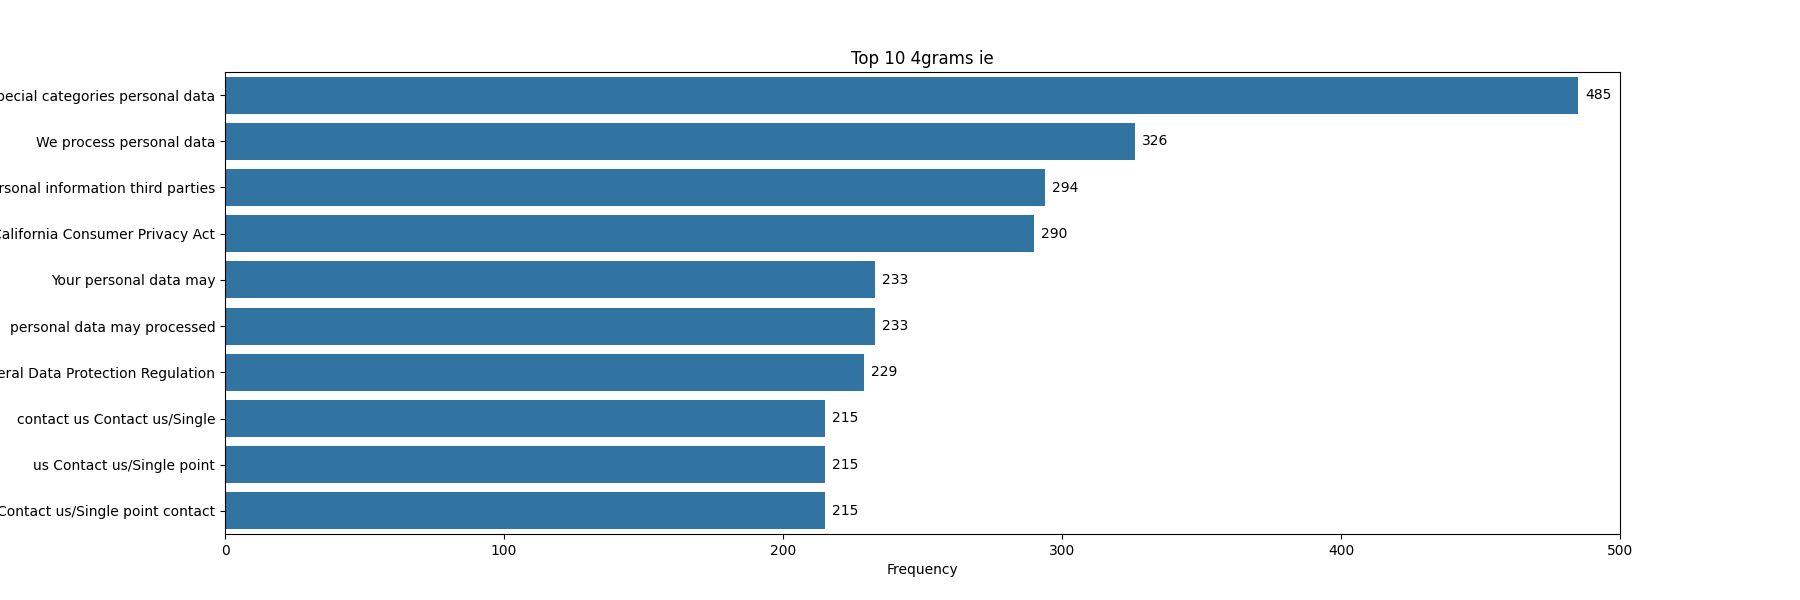 Top 10 4grams ie
pecial categories personal data
485
We process personal data
326
rsonal information third parties
294
California Consumer Privacy Act
290
Your personal data may
233
personal data may processed
233
eral Data Protection Regulation
229
contact us Contact us/Single
215
us Contact us/Single point
215
Contact us/Single point contact
215
0 100 200 300 400 500
Frequency